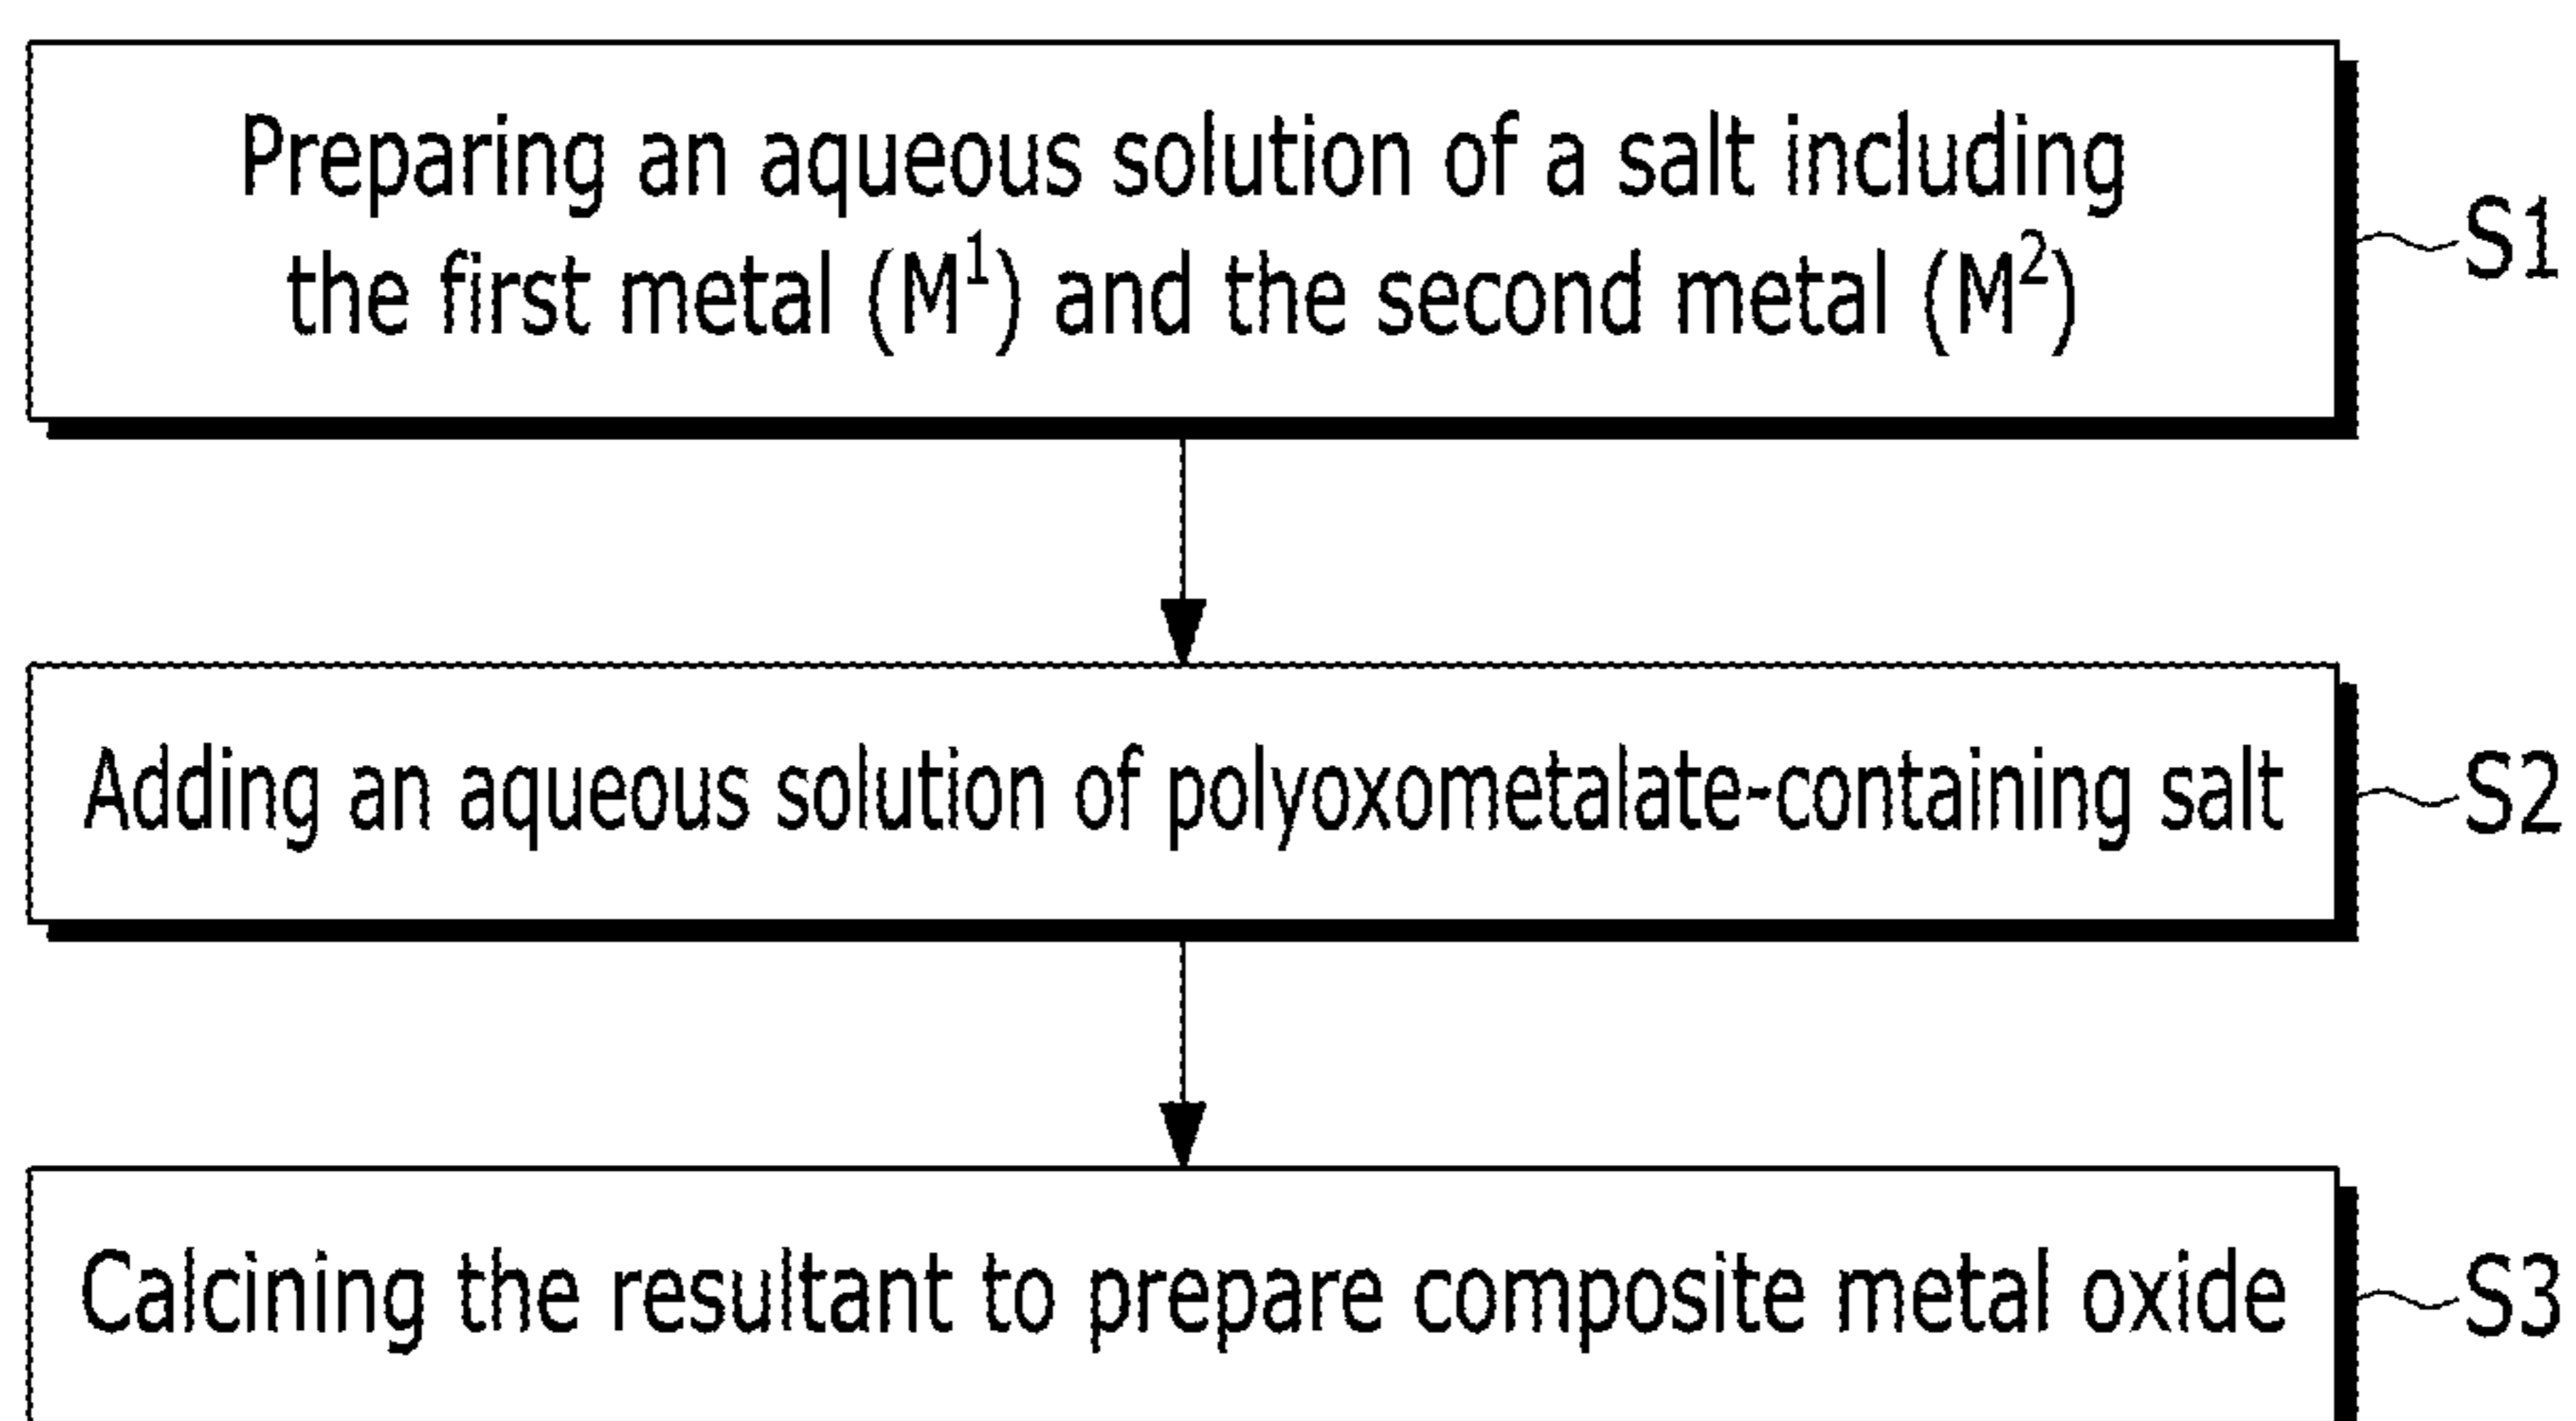 Preparing an aqueous solution of a salt including
the first metal (M¹) and the second metal (M²)
S1
Adding an aqueous solution of polyoxometalate-containing salt
S2
Calcining the resultant to prepare composite metal oxide
S3